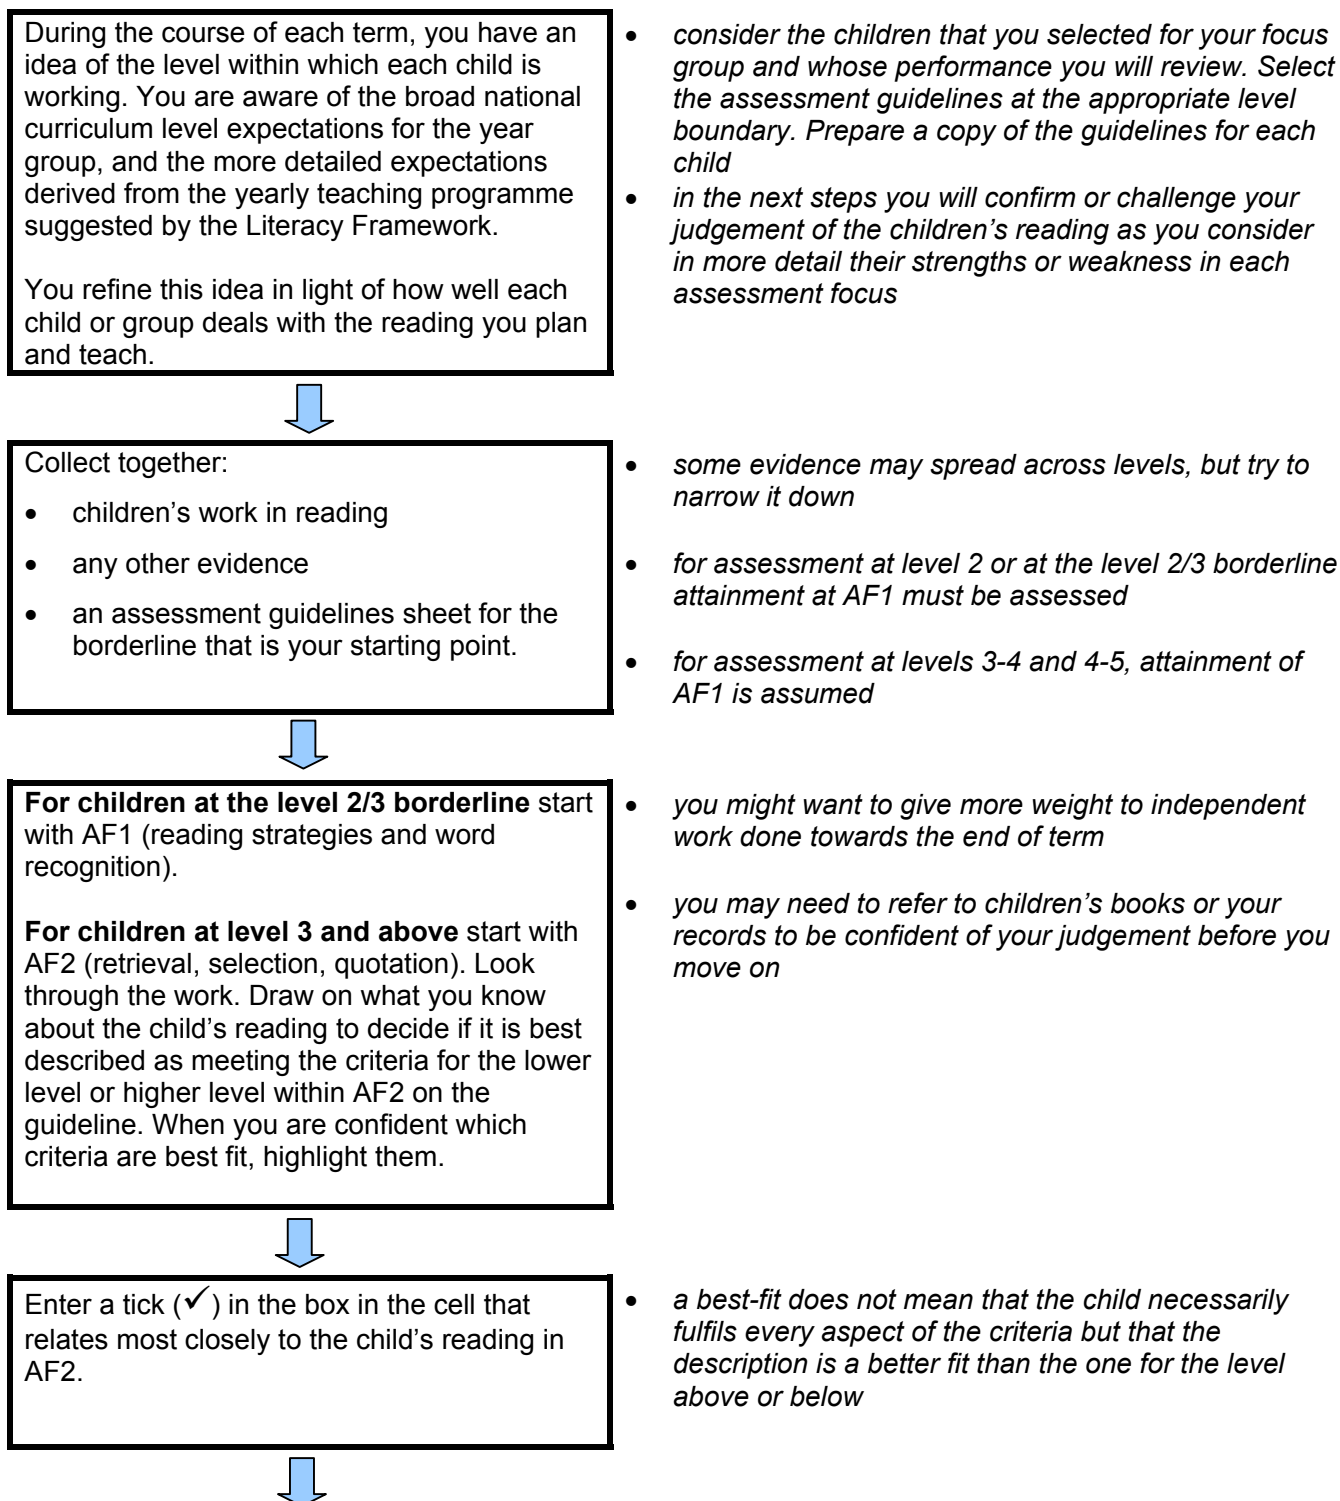 During the course of each term, you have an
idea of the level within which each child is
working. You are aware of the broad national
curriculum level expectations for the year
group, and the more detailed expectations
derived from the yearly teaching programme
suggested by the Literacy Framework.
You refine this idea in light of how well each
child or group deals with the reading you plan
and teach.
• consider the children that you selected for your focus
group and whose performance you will review. Select
the assessment guidelines at the appropriate level
boundary. Prepare a copy of the guidelines for each
child
• in the next steps you will confirm or challenge your
judgement of the children’s reading as you consider
in more detail their strengths or weakness in each
assessment focus
Collect together:
• children’s work in reading
• any other evidence
• an assessment guidelines sheet for the
borderline that is your starting point.
• some evidence may spread across levels, but try to
narrow it down
• for assessment at level 2 or at the level 2/3 borderline
attainment at AF1 must be assessed
• for assessment at levels 3-4 and 4-5, attainment of
AF1 is assumed
For children at the level 2/3 borderline start
with AF1 (reading strategies and word
recognition).
For children at level 3 and above start with
AF2 (retrieval, selection, quotation). Look
through the work. Draw on what you know
about the child’s reading to decide if it is best
described as meeting the criteria for the lower
level or higher level within AF2 on the
guideline. When you are confident which
criteria are best fit, highlight them.
• you might want to give more weight to independent
work done towards the end of term
• you may need to refer to children’s books or your
records to be confident of your judgement before you
move on
Enter a tick (✓) in the box in the cell that
relates most closely to the child’s reading in
AF2.
• a best-fit does not mean that the child necessarily
fulfils every aspect of the criteria but that the
description is a better fit than the one for the level
above or below